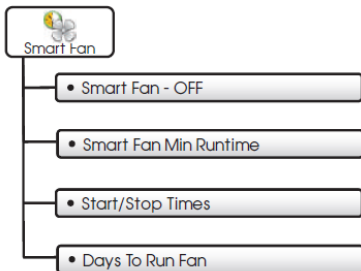 Smart Fan
• Smart Fan - OFF
• Smart Fan Min Runtime
• Start/Stop Times
• Days To Run Fan